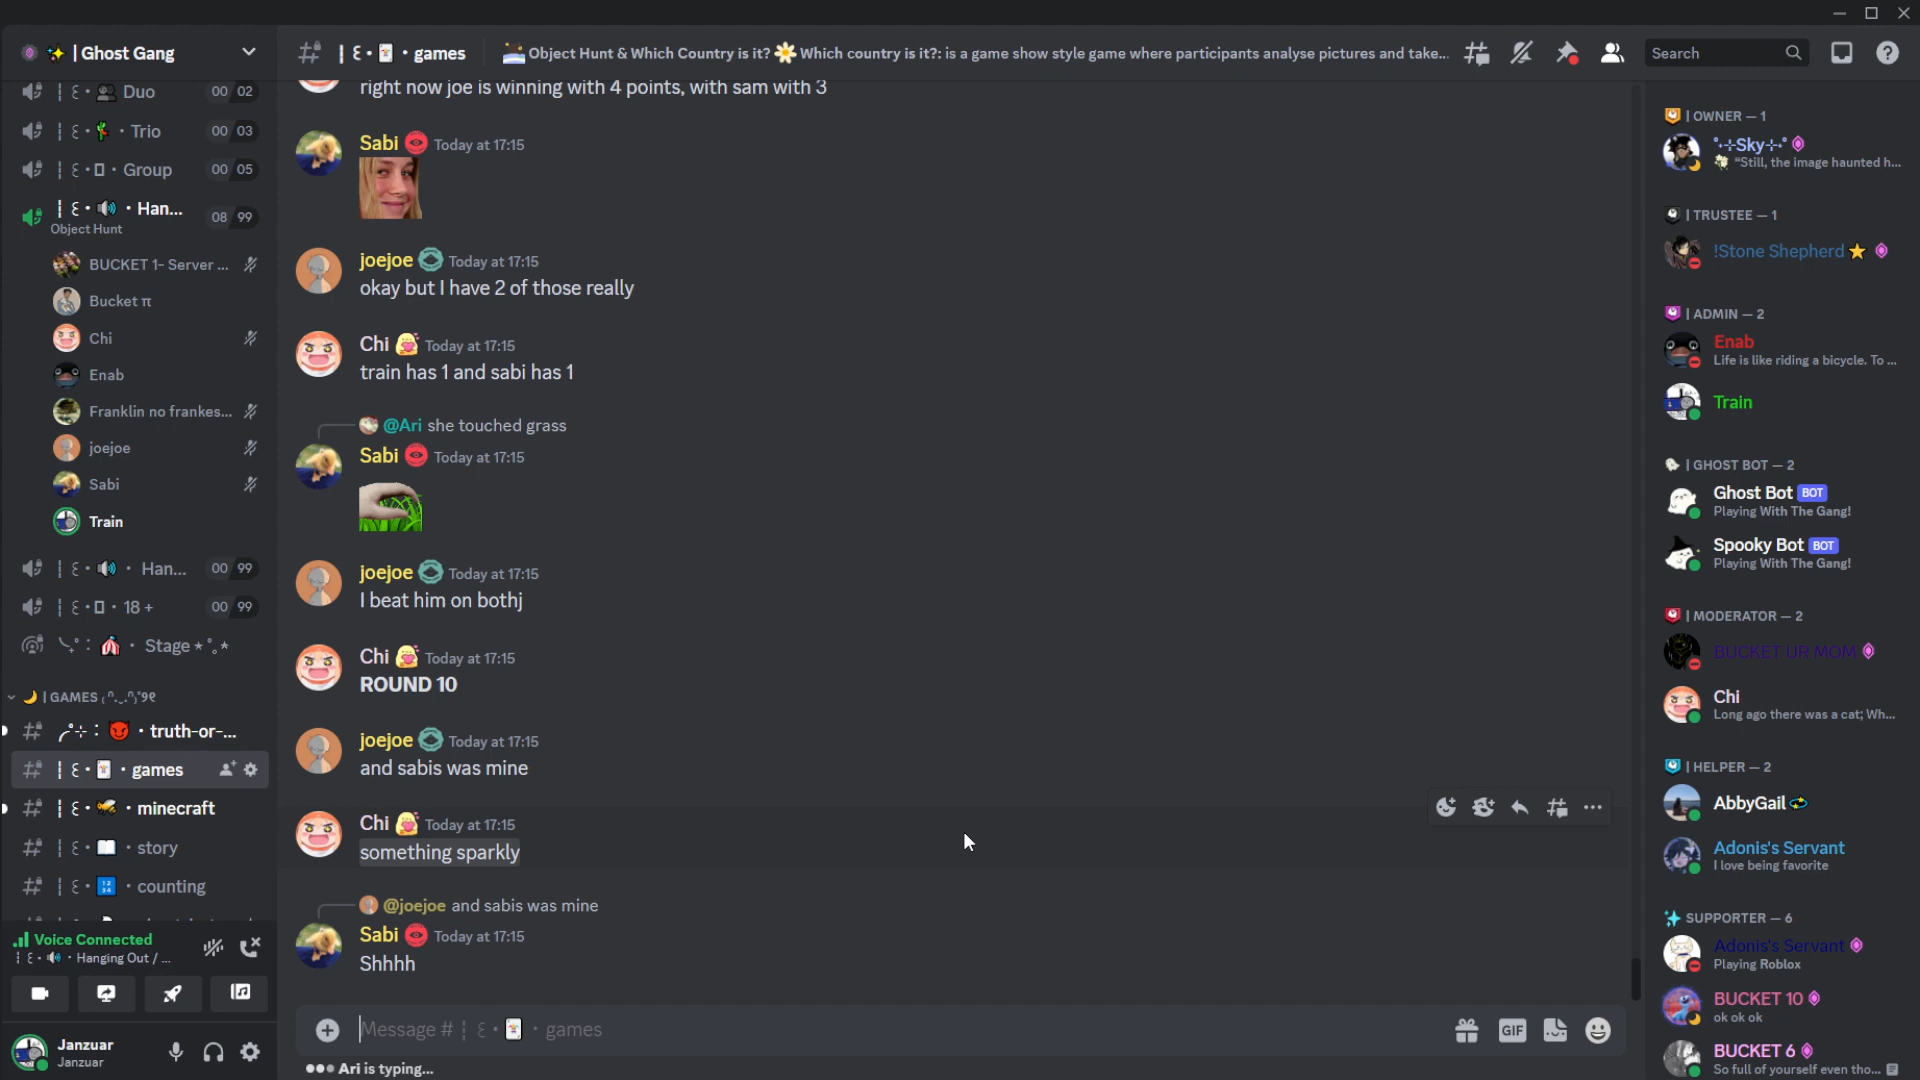 | Ghost Gang
Duo 00 02
Trio 00 03
Group 00 05
Han... 08 99
Object Hunt
BUCKET 1- Server ...
Bucket π
Chi
Enab
Franklin no frankes...
joejoe
Sabi
Train
Han... 00 99
18 + 00 99
Stage
| GAMES
truth-or-...
games
minecraft
story
counting
Voice Connected
Hanging Out / ...
Janzuar
Janzuar
games
Object Hunt & Which Country is it? Which country is it?: is a game show style game where participants analyse pictures and take...
Search
right now joe is winning with 4 points, with sam with 3
Sabi Today at 17:15
joejoe Today at 17:15
okay but I have 2 of those really
Chi Today at 17:15
train has 1 and sabi has 1
@Ari she touched grass
Sabi Today at 17:15
joejoe Today at 17:15
I beat him on bothj
Chi Today at 17:15
ROUND 10
joejoe Today at 17:15
and sabis was mine
Chi Today at 17:15
something sparkly
@joejoe and sabis was mine
Sabi Today at 17:15
Shhhh
Message # games
GIF
Ari is typing...
| OWNER — 1
Sky
"Still, the image haunted h...
| TRUSTEE — 1
!Stone Shepherd
| ADMIN — 2
Enab
Life is like riding a bicycle. To ...
Train
| GHOST BOT — 2
Ghost Bot BOT
Playing With The Gang!
Spooky Bot BOT
Playing With The Gang!
| MODERATOR — 2
BUCKET UR MOM
Chi
Long ago there was a cat; Wh...
| HELPER — 2
AbbyGail
Adonis's Servant
I love being favorite
SUPPORTER — 6
Adonis's Servant
Playing Roblox
BUCKET 10
ok ok ok
BUCKET 6
So full of yourself even tho...